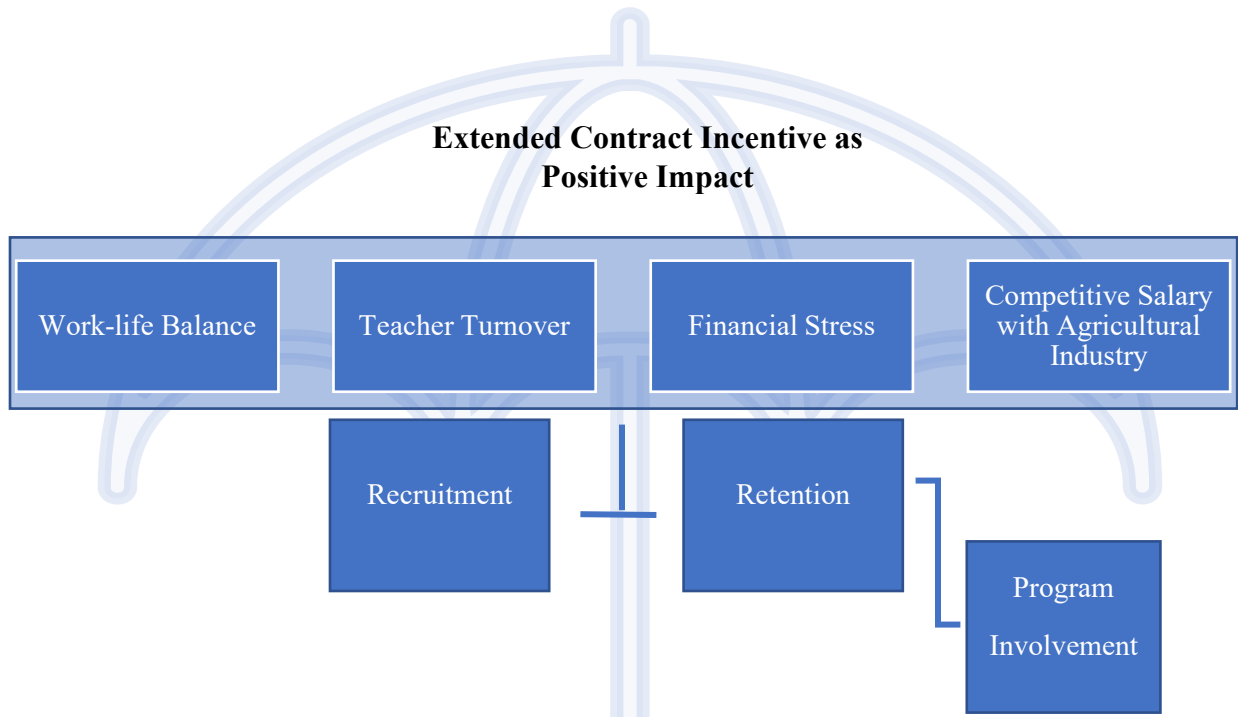 Extended Contract Incentive as
Positive Impact
Work-life Balance
Teacher Turnover
Financial Stress
Competitive Salary
with Agricultural
Industry
Recruitment
Retention
Program
Involvement